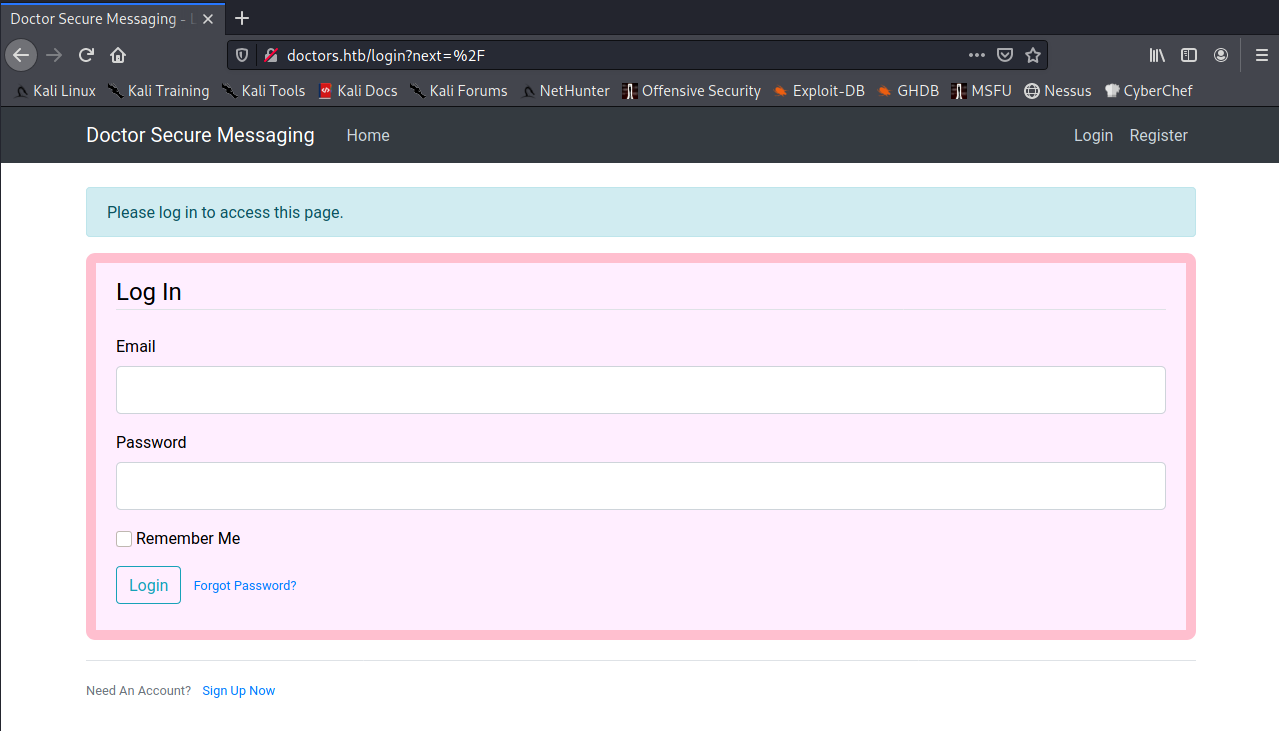 Doctor Secure Messaging - L
doctors.htb/login?next=%2F
Kali Linux Kali Training Kali Tools Kali Docs Kali Forums NetHunter Offensive Security Exploit-DB GHDB MSFU Nessus CyberChef
Doctor Secure Messaging Home Login Register
Please log in to access this page.
Log In
Email
Password
Remember Me
Login Forgot Password?
Need An Account? Sign Up Now